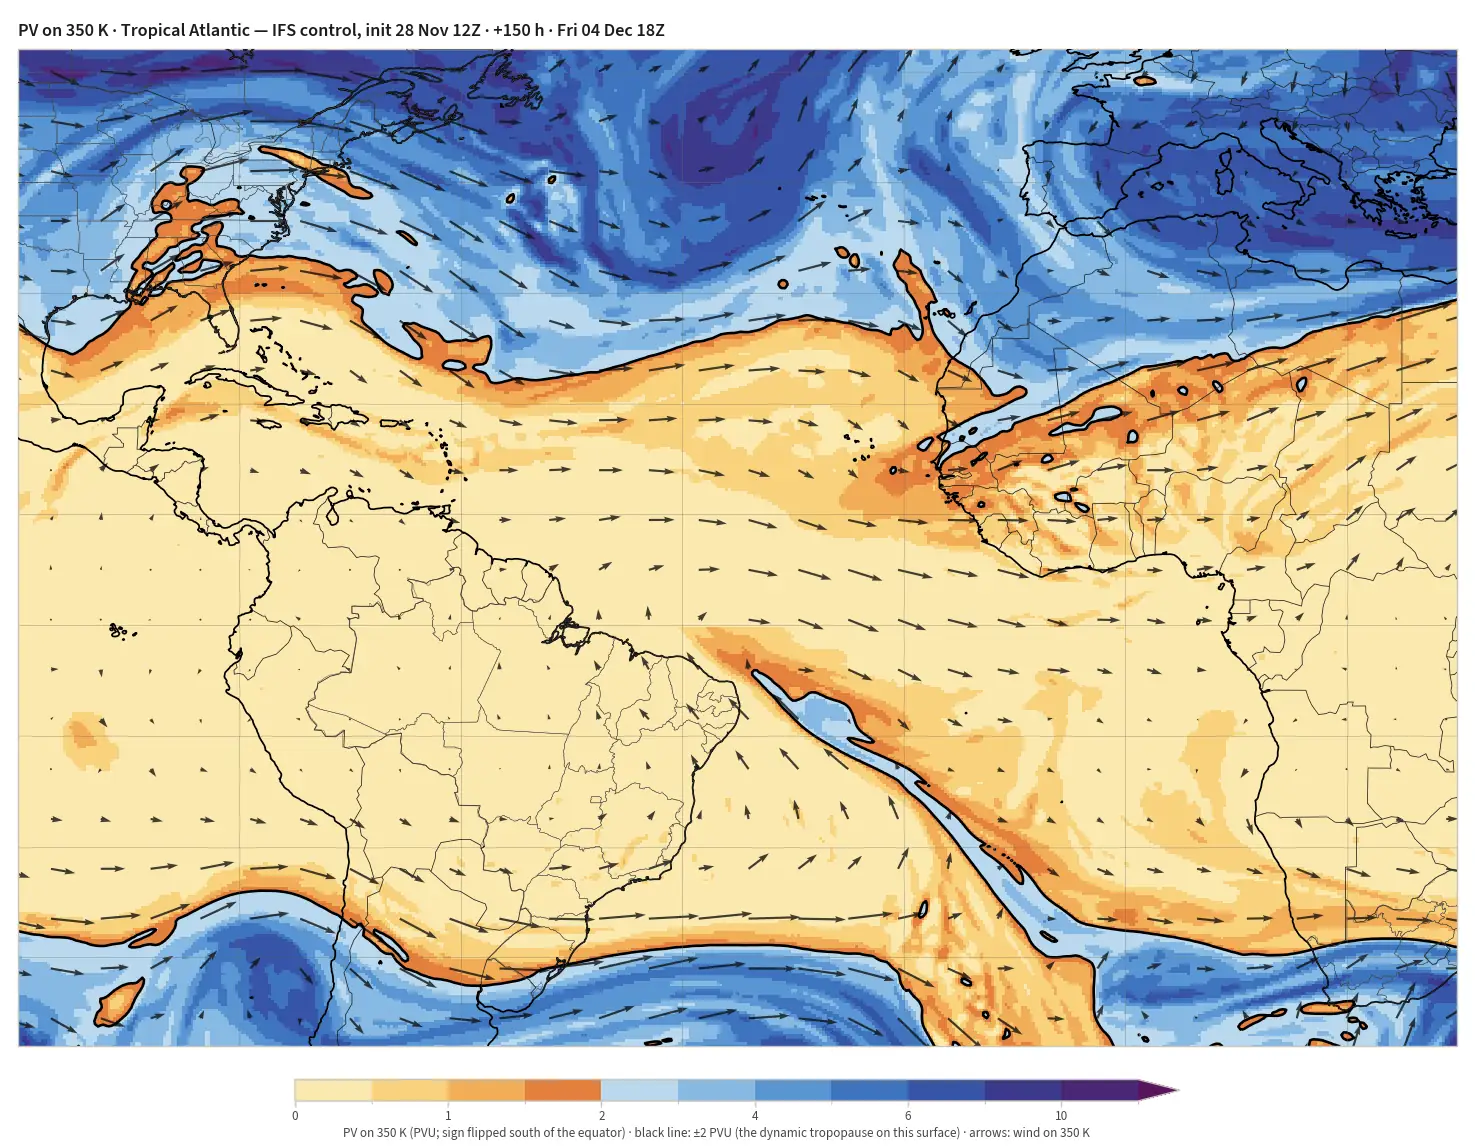 PV on 350 K · Tropical Atlantic — IFS control, init 28 Nov 12Z · +150 h · Fri 04 Dec 18Z
0 1 2 4 6 8 10
PV on 350 K (PVU; sign flipped south of the equator) · black line: ±2 PVU (the dynamic tropopause on this surface) · arrows: wind on 350 K